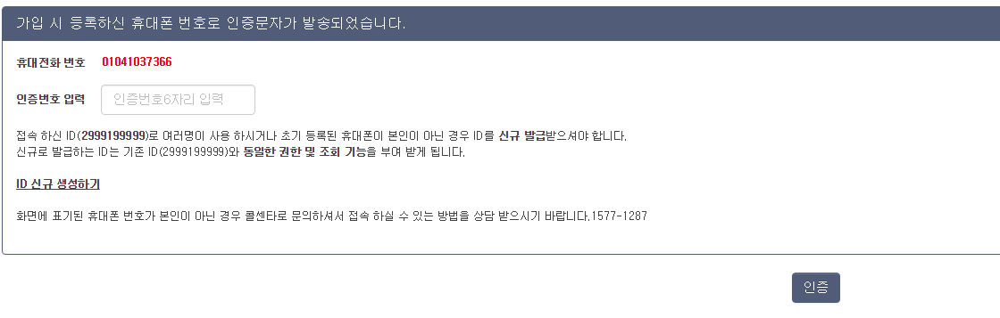 가입 시 등록하신 휴대폰 번호로 인증문자가 발송되었습니다.
휴대전화 번호 01041037366
인증번호 입력 인증번호6자리 입력
접속 하신 ID(2999199999)로 여러명이 사용 하시거나 초기 등록된 휴대폰이 본인이 아닌 경우 ID를 신규 발급받으셔야 합니다.
신규로 발급하는 ID는 기존 ID(2999199999)와 동일한 권한 및 조회 기능을 부여 받게 됩니다.
ID 신규 생성하기
화면에 표기된 휴대폰 번호가 본인이 아닌 경우 콜센타로 문의하셔서 접속 하실 수 있는 방법을 상담 받으시기 바랍니다.1577-1287
인증